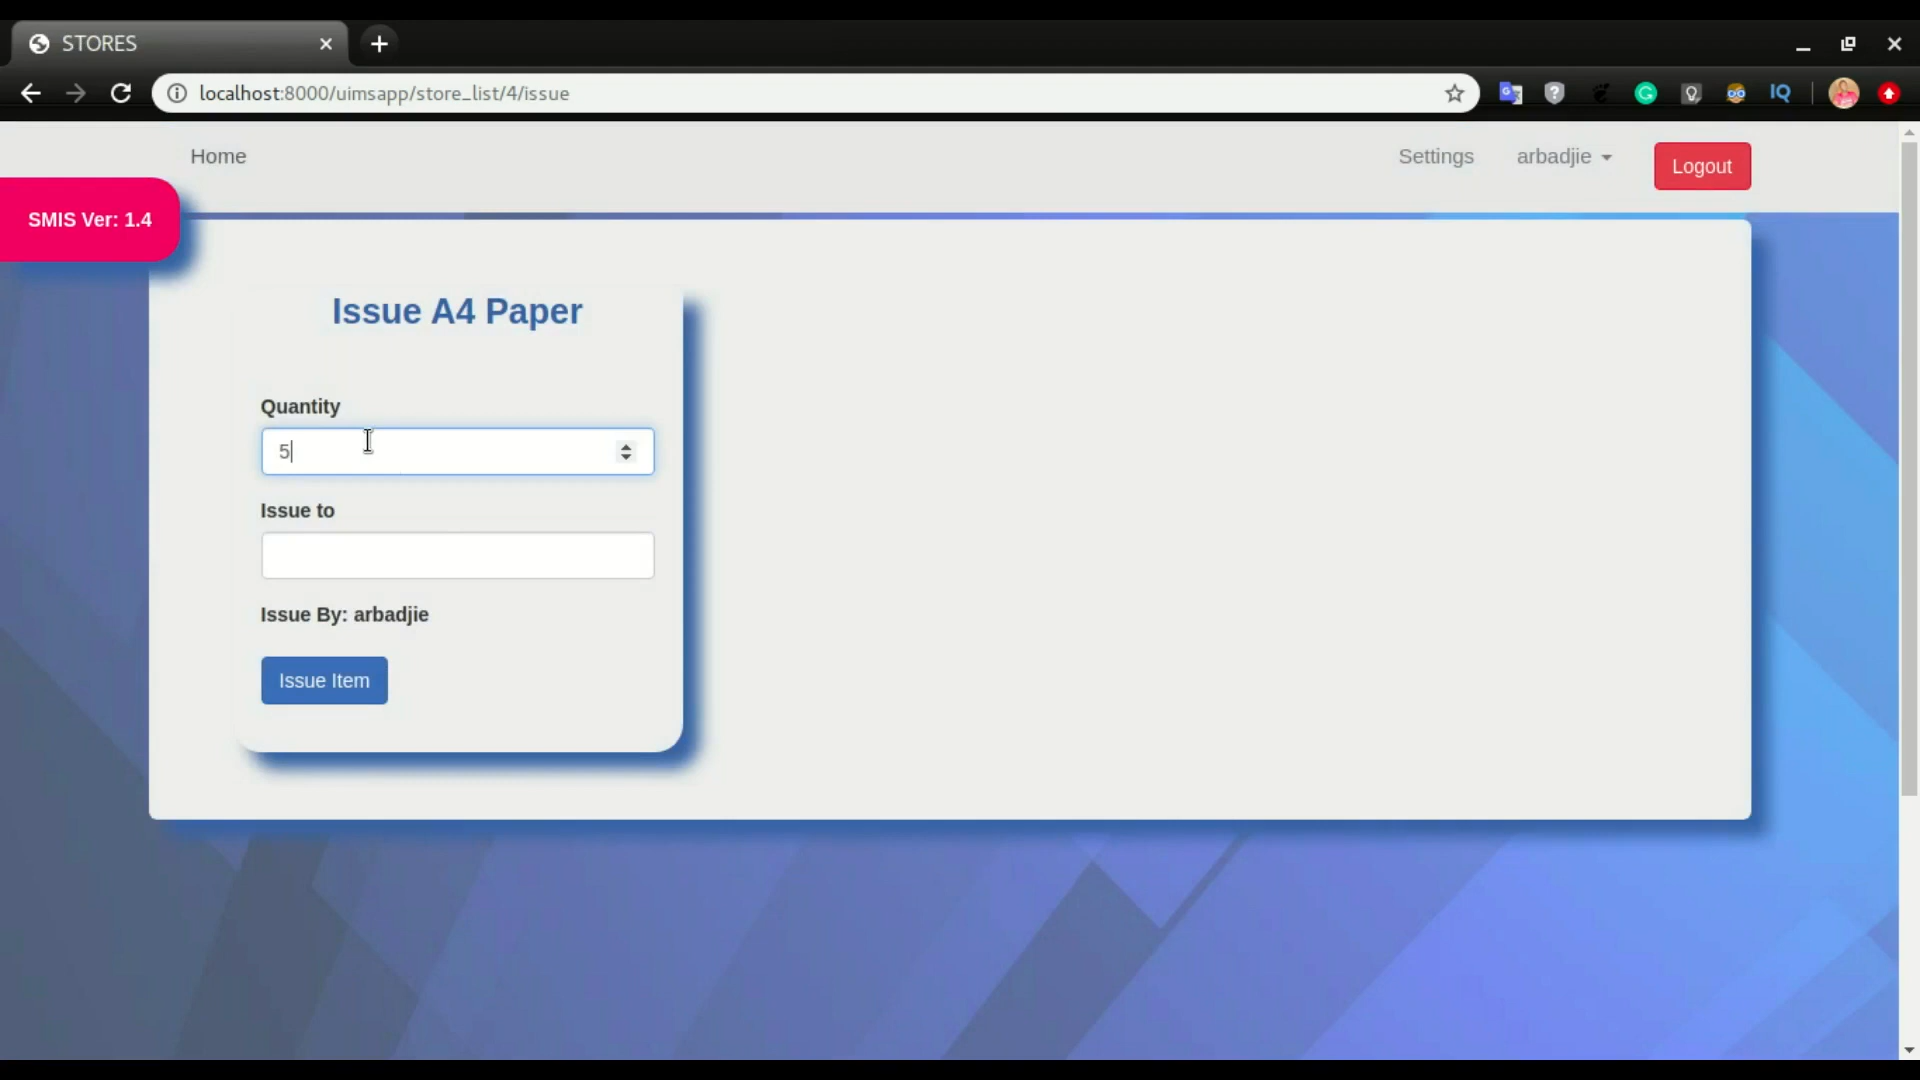 STORES
localhost:8000/uimsapp/store_list/4/issue
IQ
Home
Settings
arbadjie
Logout
SMIS Ver: 1.4
Issue A4 Paper
Quantity
5
Issue to
Issue By: arbadjie
Issue Item